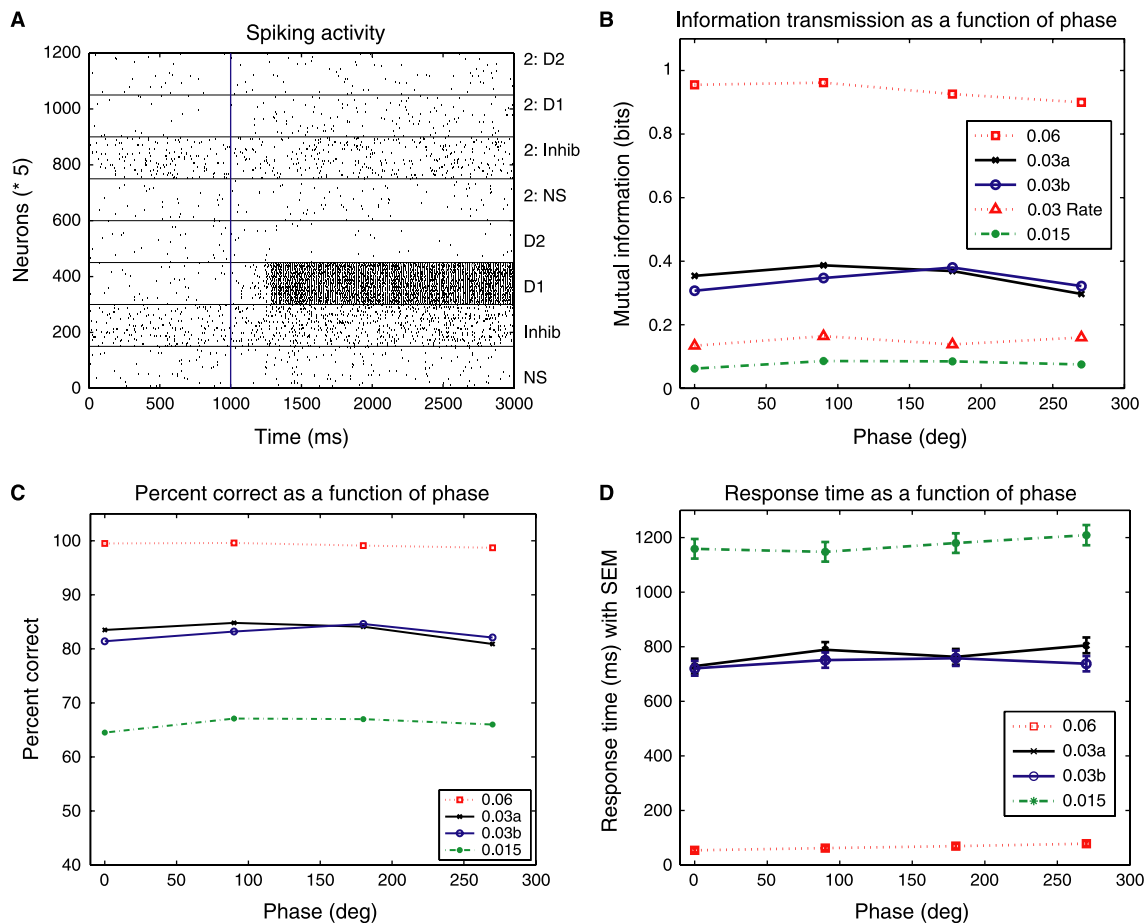 A
Spiking activity
1200
1000
800
600
400
200
0
Neurons (* 5)
2: D2
2: D1
2: Inhib
2: NS
D2
D1
Inhib
NS
0 500 1000 1500 2000 2500 3000
Time (ms)
B
Information transmission as a function of phase
1
0.8
0.6
0.4
0.2
0
Mutual information (bits)
0.06
0.03a
0.03b
0.03 Rate
0.015
0 50 100 150 200 250 300
Phase (deg)
C
Percent correct as a function of phase
100
90
80
70
60
50
40
Percent correct
0.06
0.03a
0.03b
0.015
0 50 100 150 200 250 300
Phase (deg)
D
Response time as a function of phase
1200
1000
800
600
400
200
0
Response time (ms) with SEM
0.06
0.03a
0.03b
0.015
0 50 100 150 200 250 300
Phase (deg)